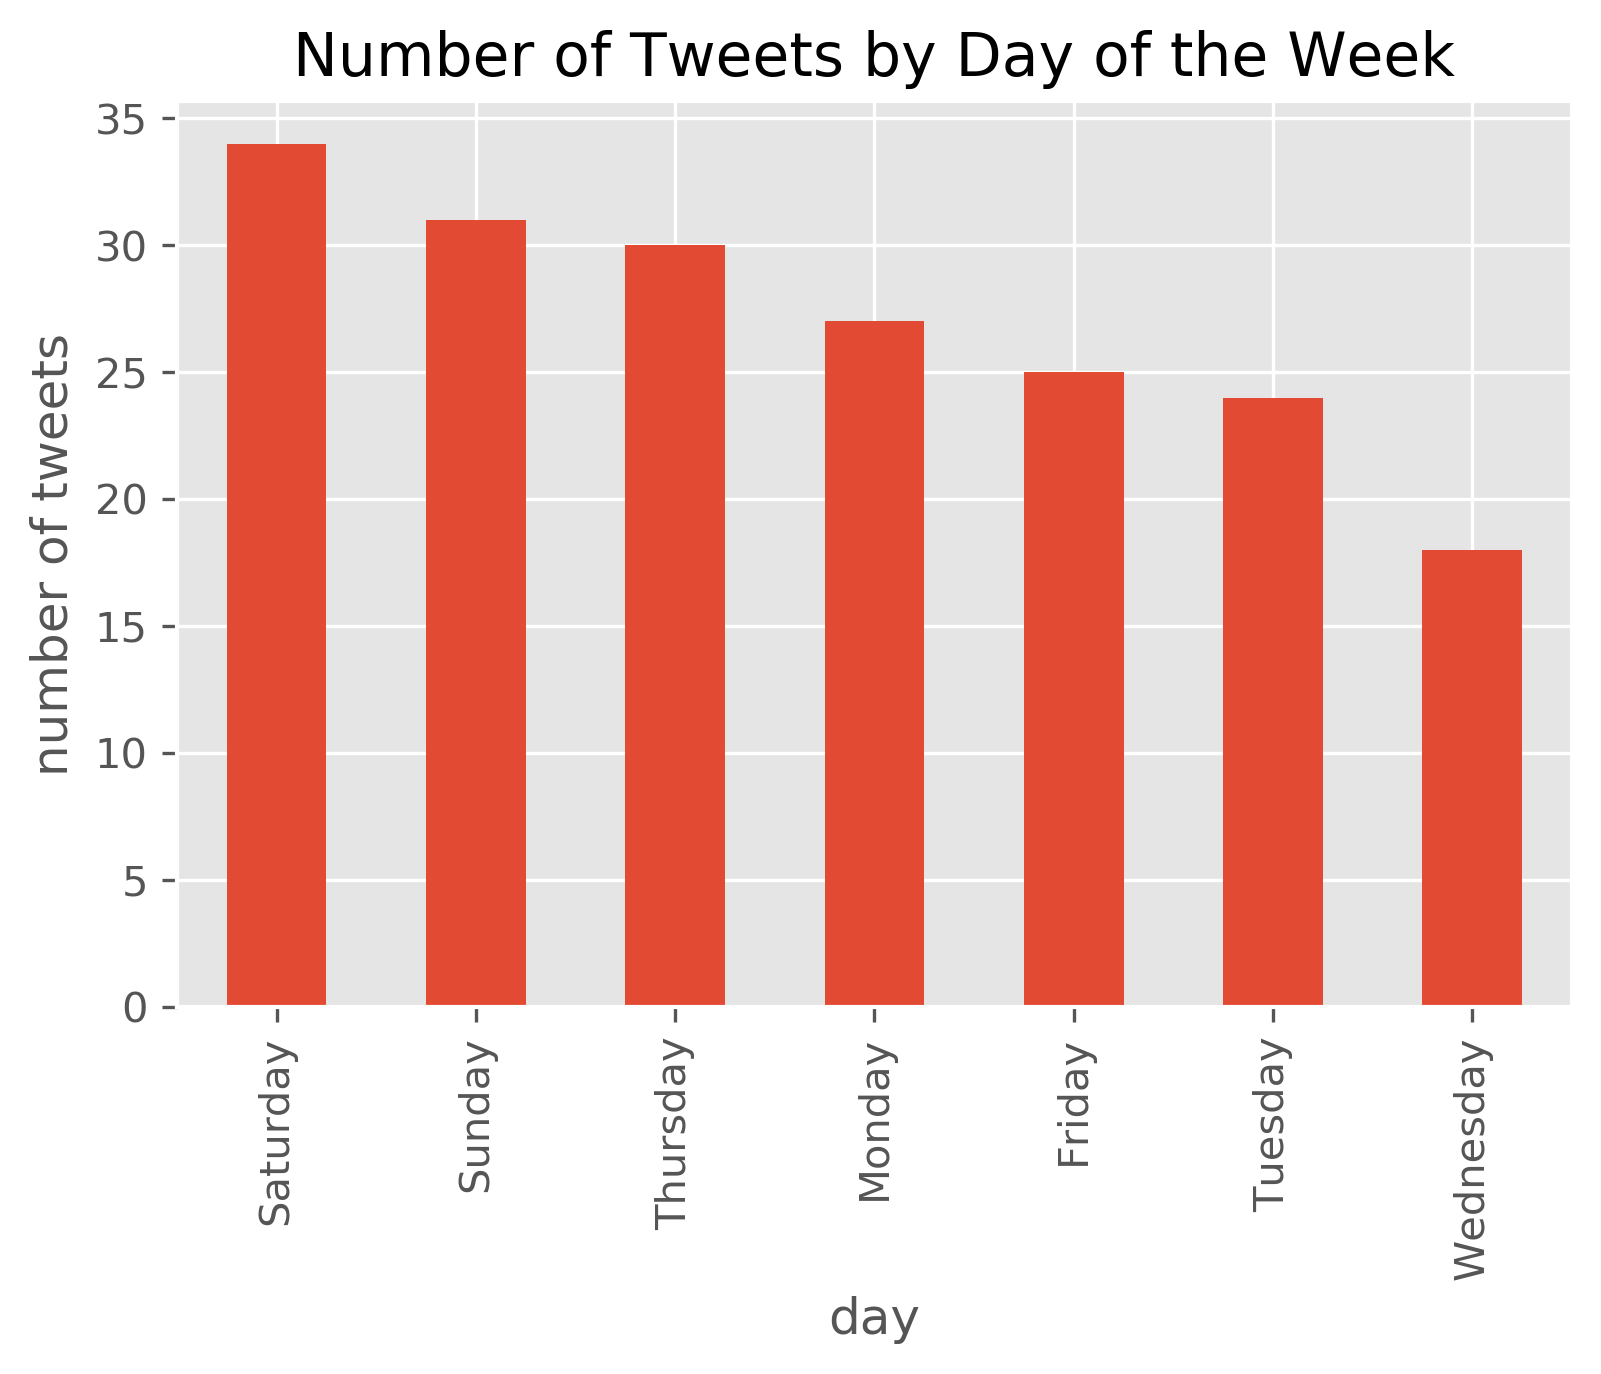 Number of Tweets by Day of the Week
number of tweets
35
30
25
20
15
10
5
0
Saturday
Sunday
Thursday
Monday
Friday
Tuesday
Wednesday
day